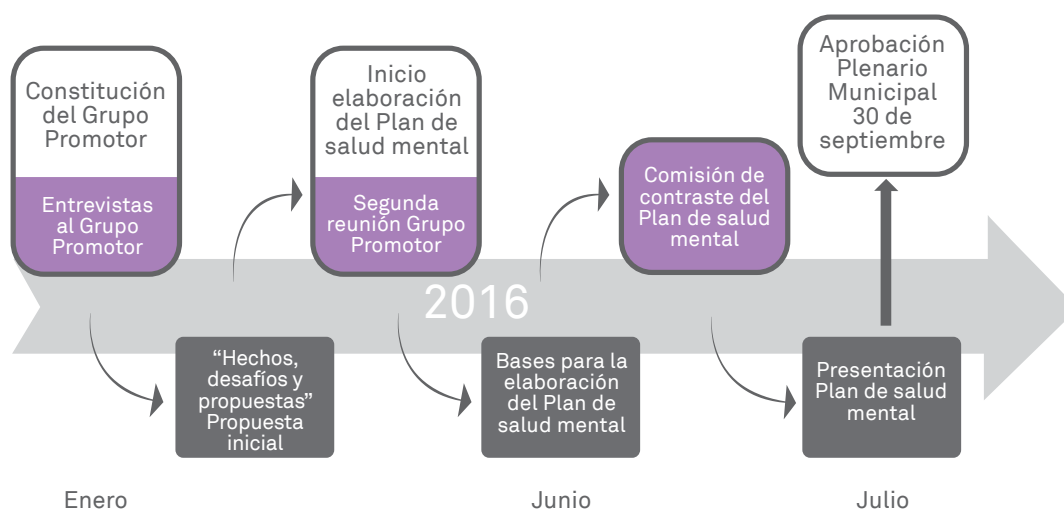 Constitución
del Grupo
Promotor
Entrevistas
al Grupo
Promotor
“Hechos,
desafíos y
propuestas”
Propuesta
inicial
Inicio
elaboración
del Plan de
salud mental
Segunda
reunión Grupo
Promotor
Bases para la
elaboración
del Plan de
salud mental
Comisión de
contraste del
Plan de salud
mental
Presentación
Plan de salud
mental
Aprobación
Plenario
Municipal
30 de
septiembre
2016
Enero
Junio
Julio